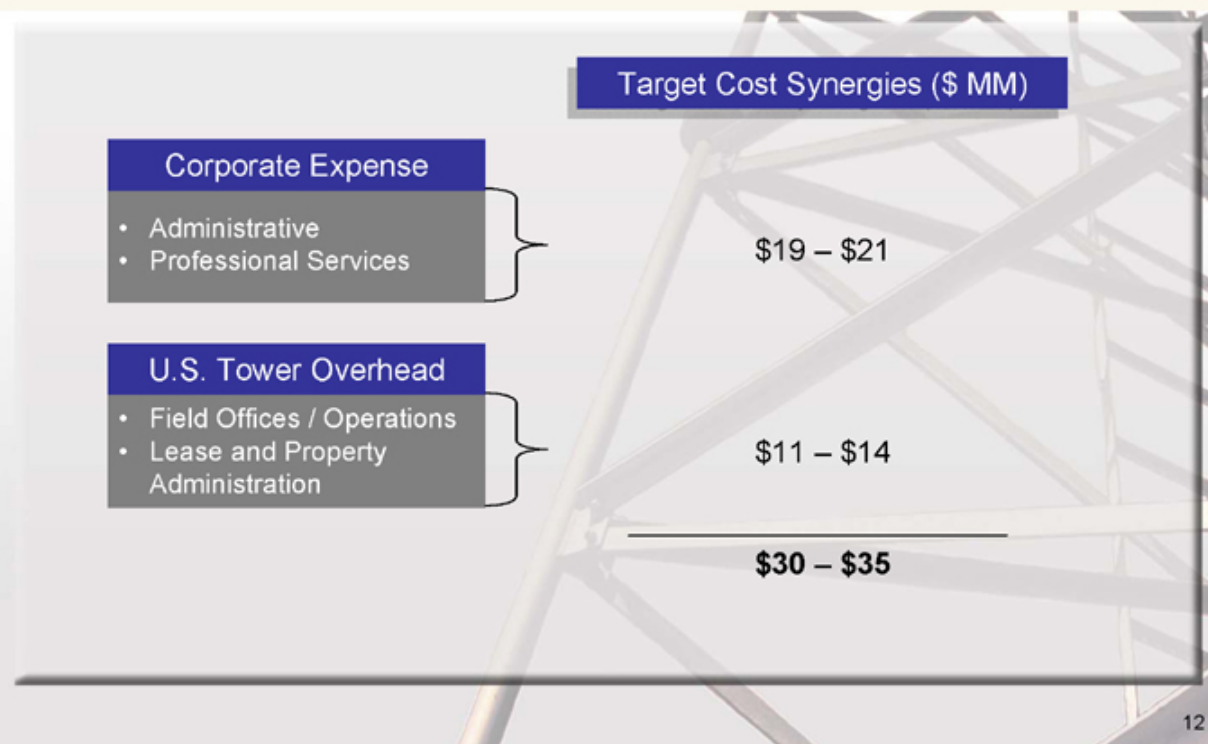 Target Cost Synergies ($ MM)
Corporate Expense
• Administrative
• Professional Services
$19 – $21
U.S. Tower Overhead
• Field Offices / Operations
• Lease and Property
Administration
$11 – $14
$30 – $35
12